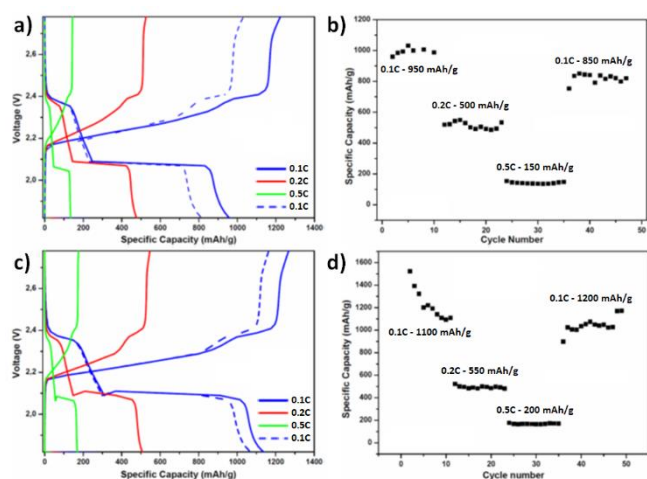 a)
Voltage (V)
2,8
2,4
2,2
2,0
0.1C
0.2C
0.5C
0.1C
0 200 400 600 800 1000 1200 1400
Specific Capacity (mAh/g)
b)
Specific Capacity (mAh/g)
1200
1000
800
600
400
200
0
0.1C - 950 mAh/g
0.2C - 500 mAh/g
0.5C - 150 mAh/g
0.1C - 850 mAh/g
0 10 20 30 40 50
Cycle Number
c)
Voltage (V)
2,6
2,4
2,2
2,0
0.1C
0.2C
0.5C
0.1C
0 200 400 600 800 1000 1200 1400
Specific Capacity (mAh/g)
d)
Specific Capacity (mAh/g)
1600
1400
1200
1000
800
600
400
200
0
0.1C - 1100 mAh/g
0.2C - 550 mAh/g
0.5C - 200 mAh/g
0.1C - 1200 mAh/g
0 10 20 30 40 50
Cycle number